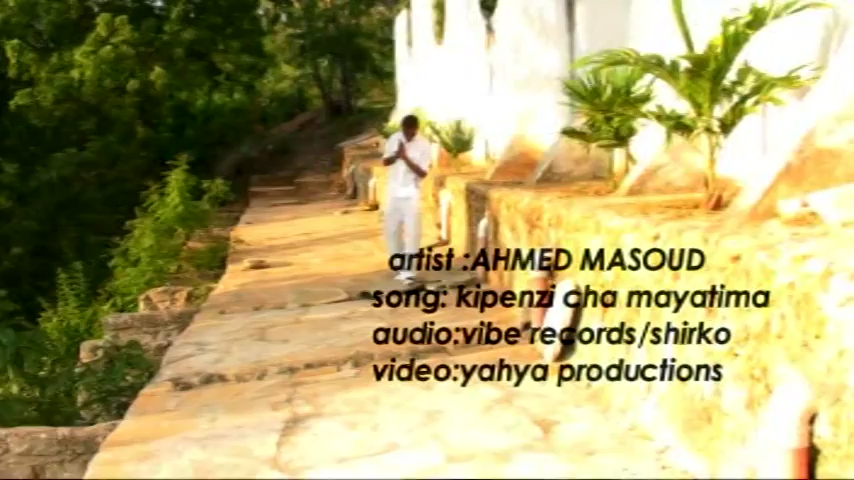 artist :AHMED MASOUD
song: kipenzi cha mayatima
audio:vibe records/shirko
video:yahya productions